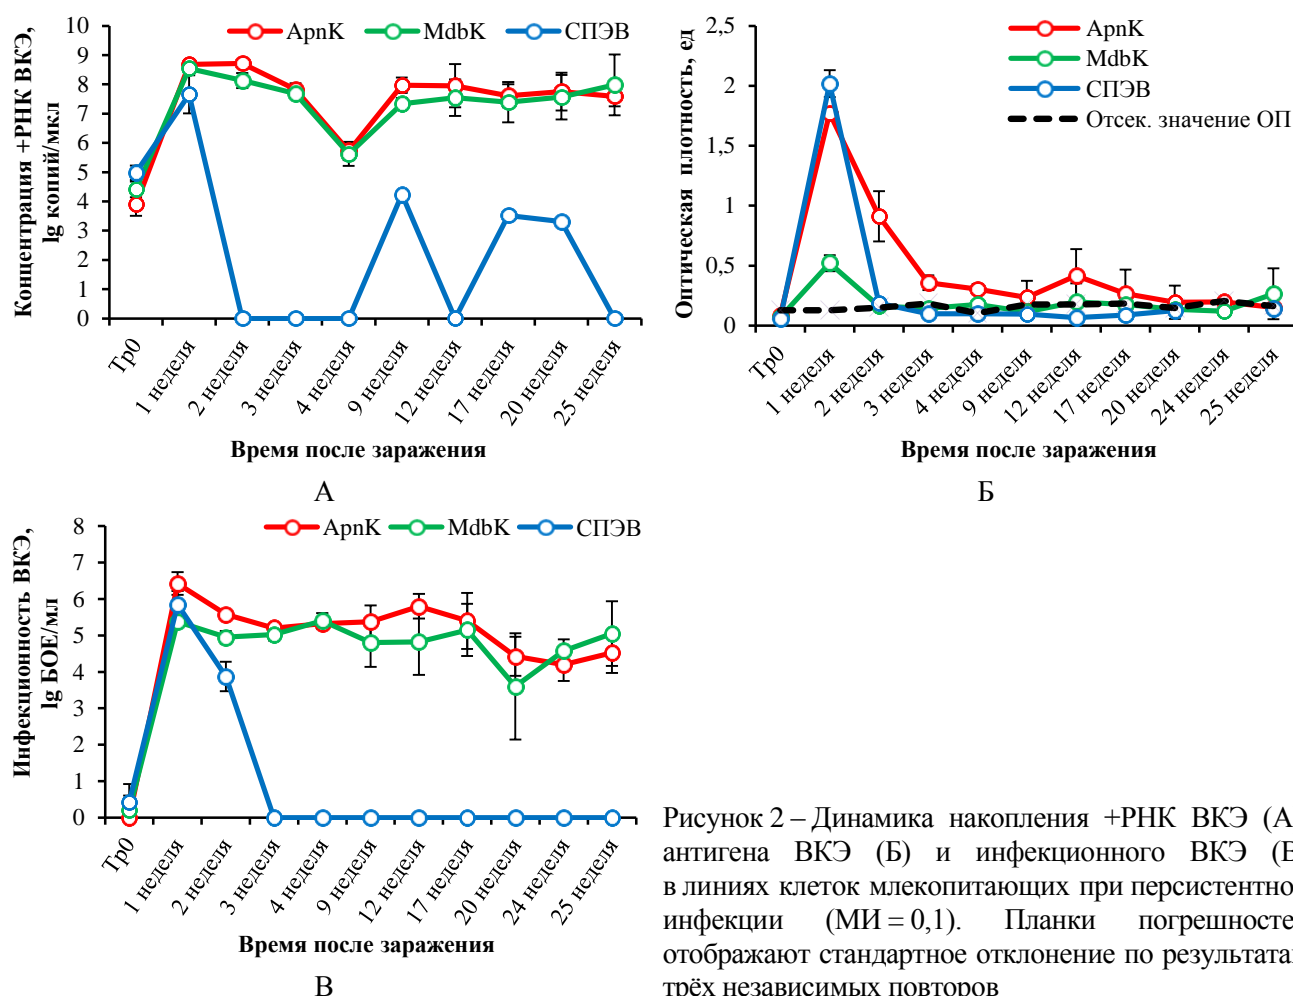 Концентрация +РНК ВКЭ,
lg копий/мкл
10
9
8
7
6
5
4
3
2
1
0
ApnK
MdbK
СПЭВ
Тр0
1 неделя
2 неделя
3 неделя
4 неделя
9 неделя
12 неделя
17 неделя
20 неделя
25 неделя
Время после заражения
А
Оптическая плотность, ед
2,5
2
1,5
1
0,5
0
ApnK
MdbK
СПЭВ
Отсек. значение ОП
Тр0
1 неделя
2 неделя
3 неделя
4 неделя
9 неделя
12 неделя
17 неделя
20 неделя
24 неделя
25 неделя
Время после заражения
Б
Инфекционность ВКЭ,
lg БОЕ/мл
8
7
6
5
4
3
2
1
0
ApnK
MdbK
СПЭВ
Тр0
1 неделя
2 неделя
3 неделя
4 неделя
9 неделя
12 неделя
17 неделя
20 неделя
24 неделя
25 неделя
Время после заражения
В
Рисунок 2 – Динамика накопления +РНК ВКЭ (А
антигена ВКЭ (Б) и инфекционного ВКЭ (В
в линиях клеток млекопитающих при персистентно
инфекции (МИ = 0,1). Планки погрешносте
отображают стандартное отклонение по результата
трёх независимых повторов